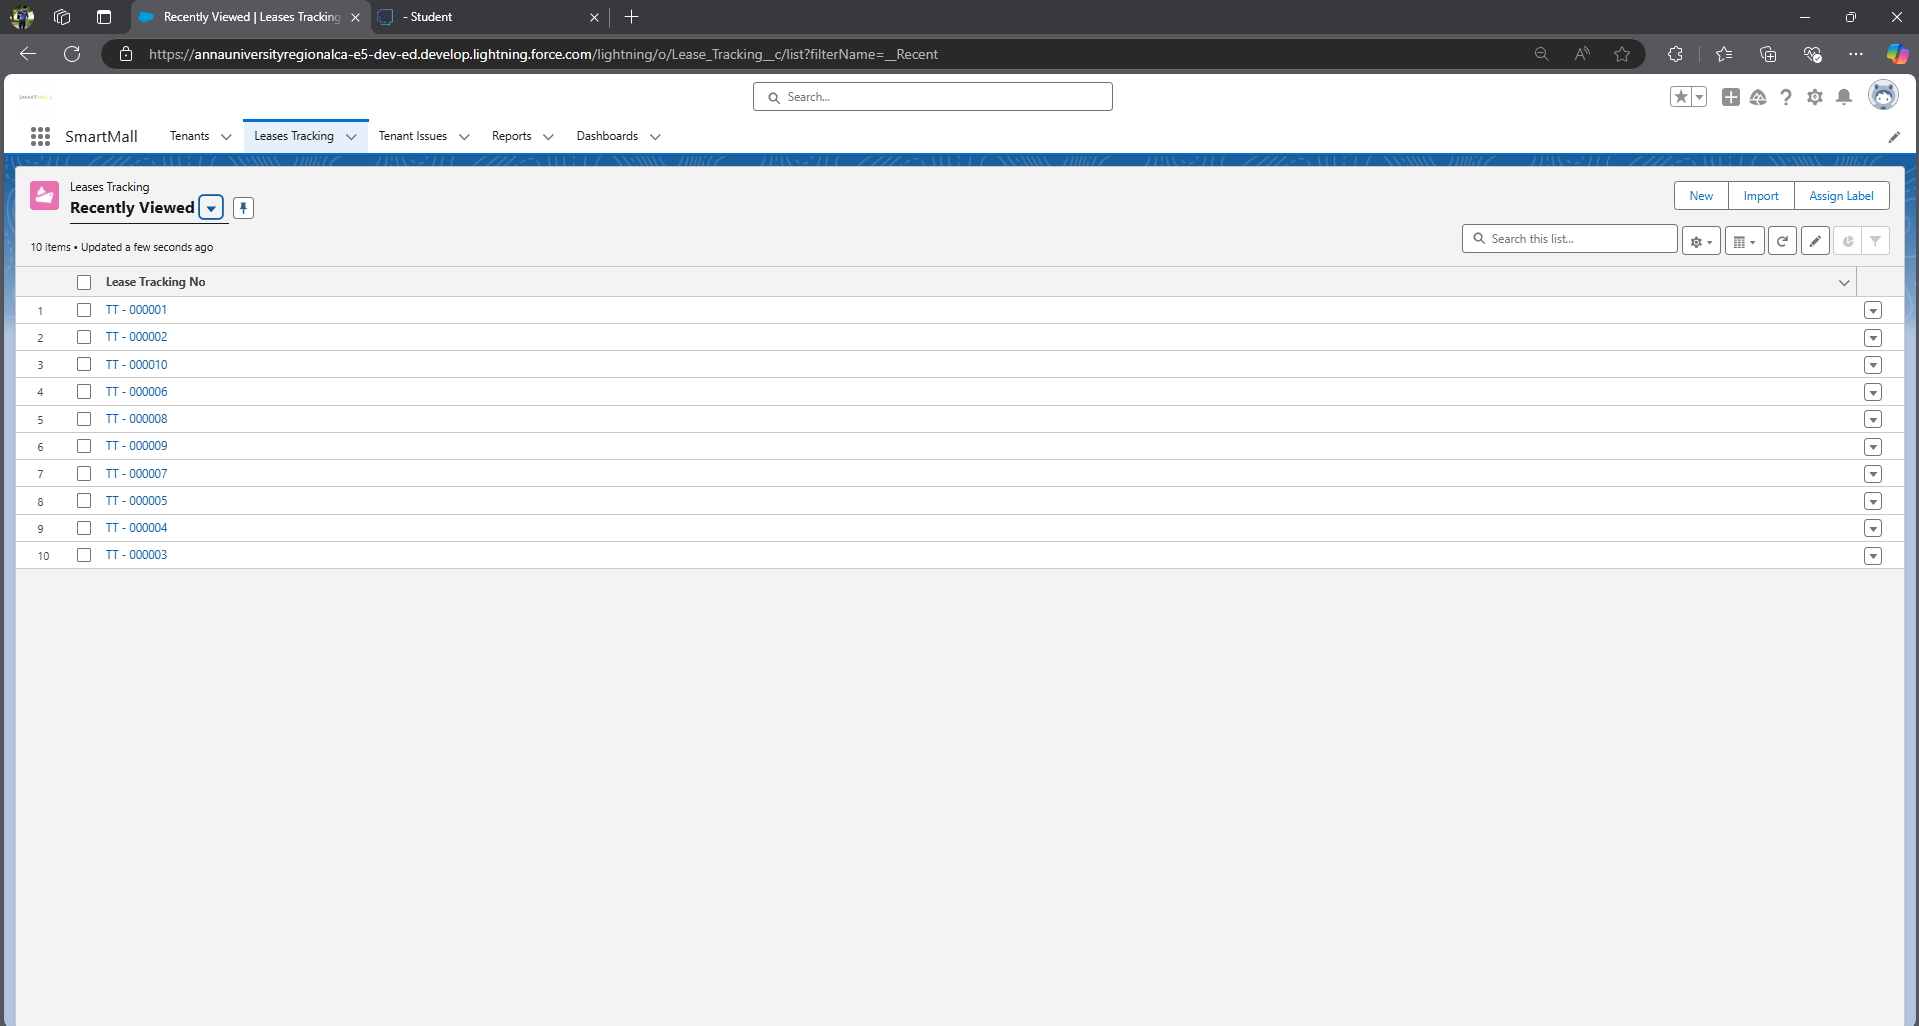 Recently Viewed | Leases Tracking
- Student
https://annauniversityregionalca-e5-dev-ed.develop.lightning.force.com/lightning/o/Lease_Tracking__c/list?filterName=__Recent
SMARTMALL
Search...
SmartMall Tenants Leases Tracking Tenant Issues Reports Dashboards
Leases Tracking
Recently Viewed
New Import Assign Label
10 items • Updated a few seconds ago
Search this list...
Lease Tracking No
1 TT - 000001
2 TT - 000002
3 TT - 000010
4 TT - 000006
5 TT - 000008
6 TT - 000009
7 TT - 000007
8 TT - 000005
9 TT - 000004
10 TT - 000003